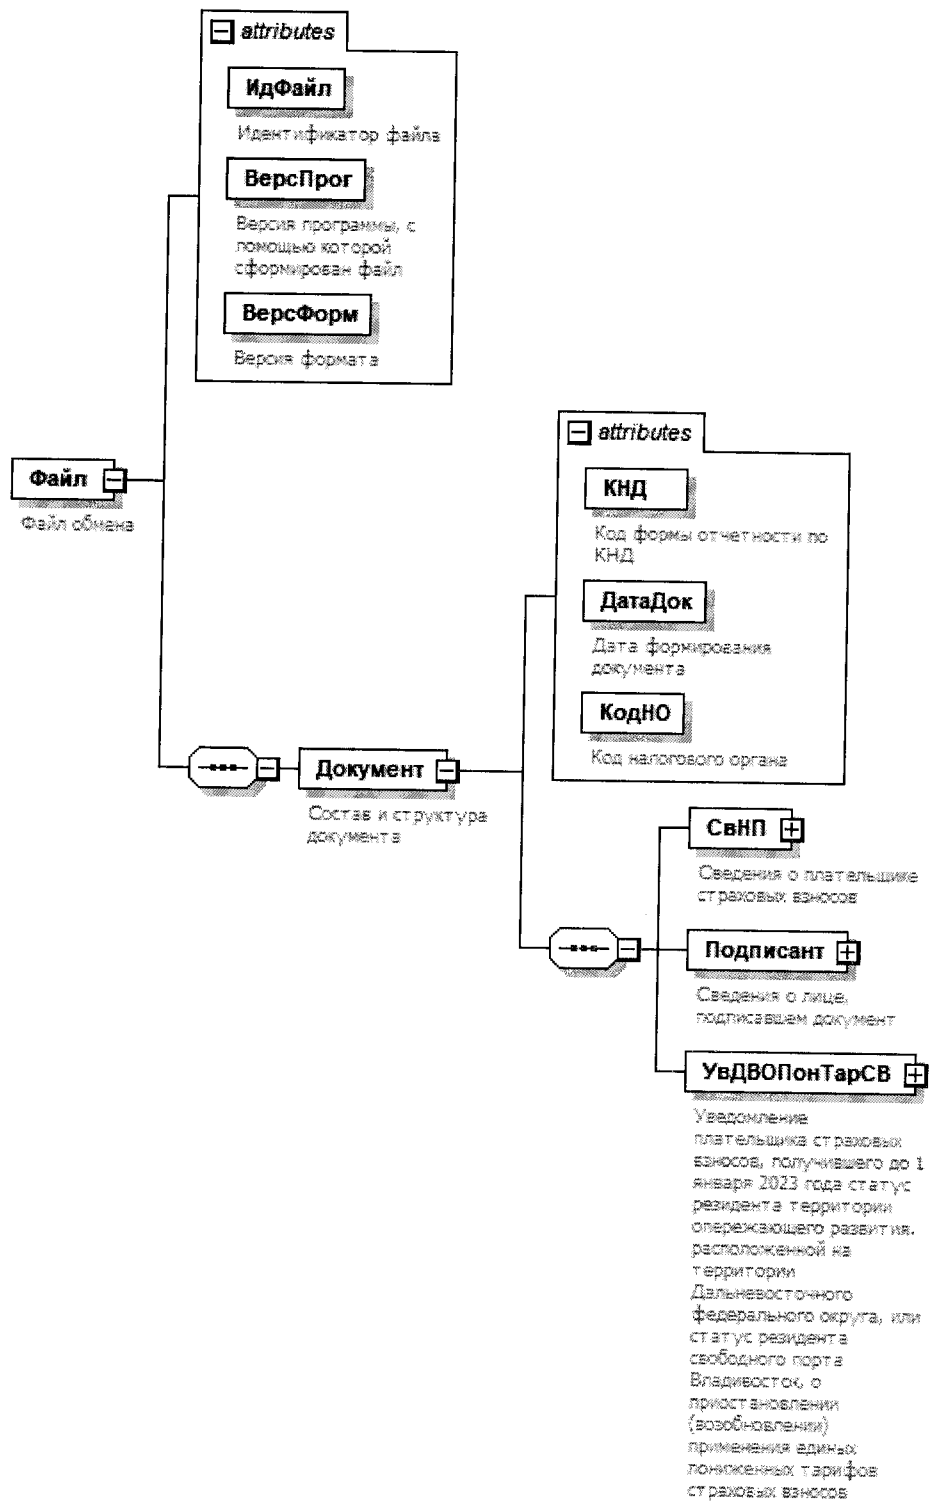 attributes
ИдФайл
Идентификатор файла
ВерсПрог
Версия программы, с
помощью которой
сформирован файл
ВерсФорм
Версия формата
Файл
Файл обмена
attributes
КНД
Код формы отчетности по
КНД
ДатаДок
Дата формирования
документа
КодНО
Код налогового органа
Документ
Состав и структура
документа
СвНП
Сведения о плательщике
страховых взносов
Подписант
Сведения о лице,
подписавшем документ
УвДВОПонТарСВ
Уведомление
плательщика страховых
взносов, получившего до 1
января 2023 года статус
резидента территории
опережающего развития,
расположенной на
территории
Дальневосточного
федерального округа, или
статус резидента
свободного порта
Владивосток, о
приостановлении
(возобновлении)
применения единых
пониженных тарифов
страховых взносов